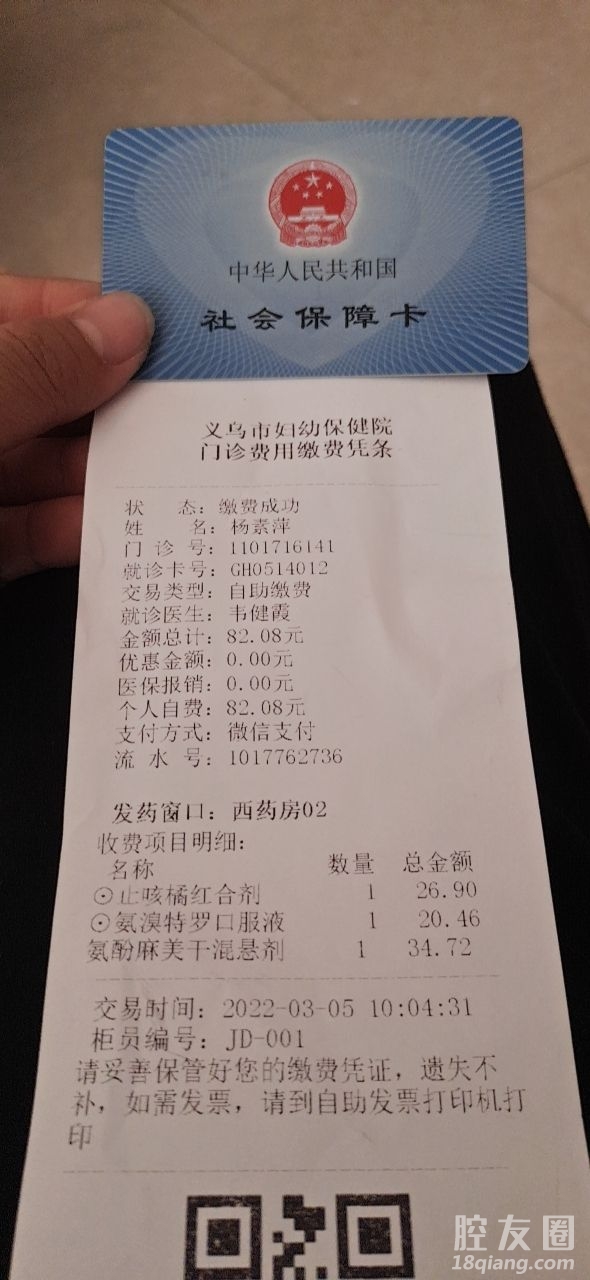 中华人民共和国
社会保障卡
义乌市妇幼保健院
门诊费用缴费凭条
状 态：缴费成功
姓 名：杨素萍
门 诊 号：1101716141
就诊卡号：GH0514012
交易类型：自助缴费
就诊医生：韦健霞
金额总计：82.08元
优惠金额：0.00元
医保报销：0.00元
个人自费：82.08元
支付方式：微信支付
流 水 号：1017762736
发药窗口：西药房02
收费项目明细：
名称 数量 总金额
⊙止咳橘红合剂 1 26.90
⊙氨溴特罗口服液 1 20.46
氨酚麻美干混悬剂 1 34.72
交易时间：2022-03-05 10:04:31
柜员编号：JD-001
请妥善保管好您的缴费凭证，遗失不
补，如需发票，请到自助发票打印机打
印
腔友圈
18qiang.com